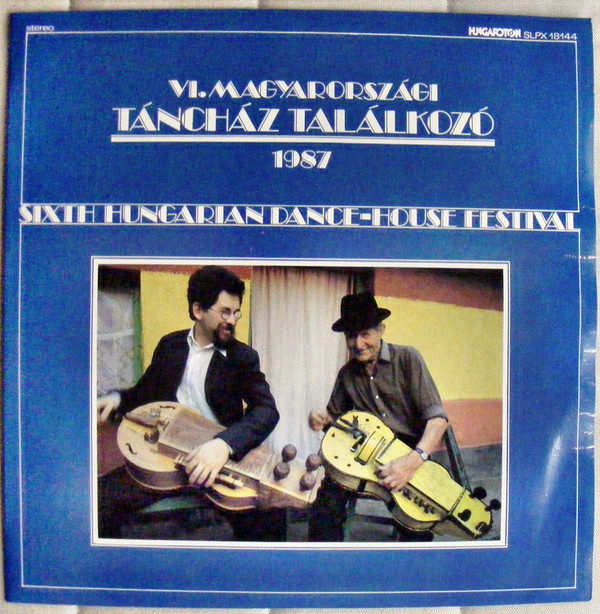 stereo
HUNGAROTON SLPX 18144
VI. MAGYARORSZÁGI
TÁNCHÁZ TALÁLKOZÓ
1987
SIXTH HUNGARIAN DANCE-HOUSE FESTIVAL